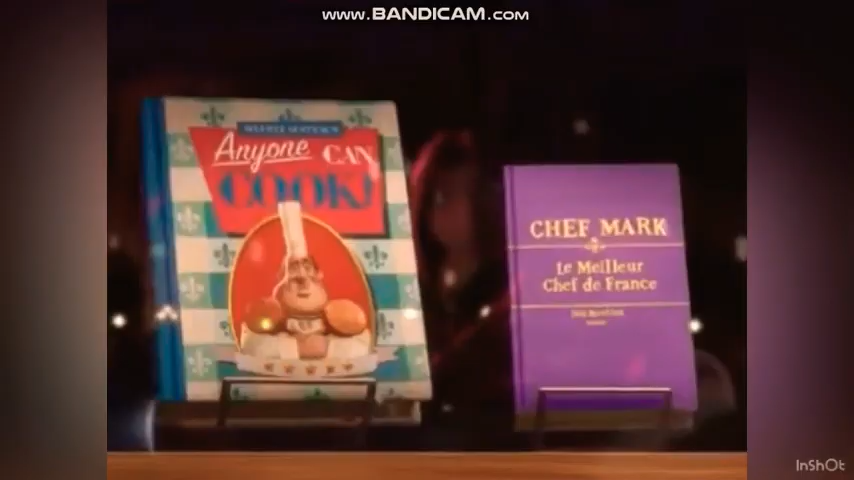 www.BANDICAM.com
Anyone CAN
COOK!
CHEF MARK
Le Meilleur
Chef de France
InShOt